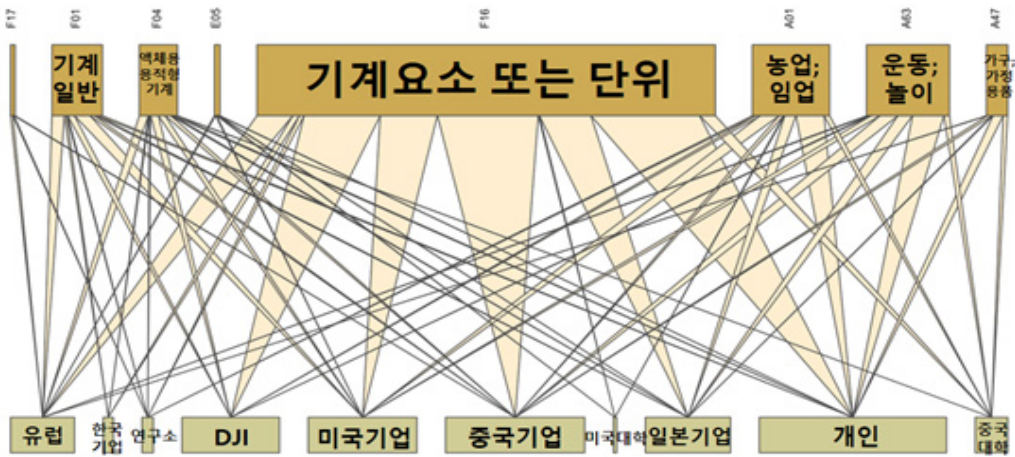 F17
F01
F04
E05
F16
A01
A63
A47
기계
일반
액체용
용적형
기계
기계요소 또는 단위
농업;
임업
운동;
놀이
가구;
가정
용품
유럽
한국
기업
연구소
DJI
미국기업
중국기업
미국대학
일본기업
개인
중국
대학